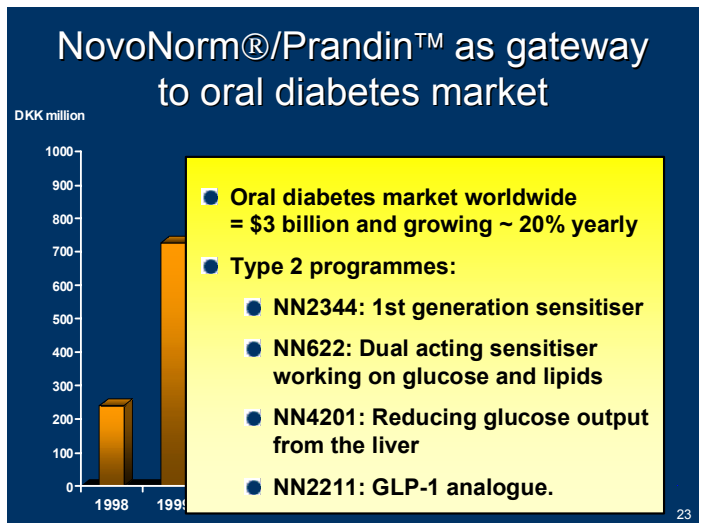 NovoNorm®/Prandin™ as gateway
to oral diabetes market
DKK million
1000
900
800
700
600
500
400
300
200
100
0
1998
Oral diabetes market worldwide
= $3 billion and growing ~ 20% yearly
Type 2 programmes:
NN2344: 1st generation sensitiser
NN622: Dual acting sensitiser
working on glucose and lipids
NN4201: Reducing glucose output
from the liver
NN2211: GLP-1 analogue.
23